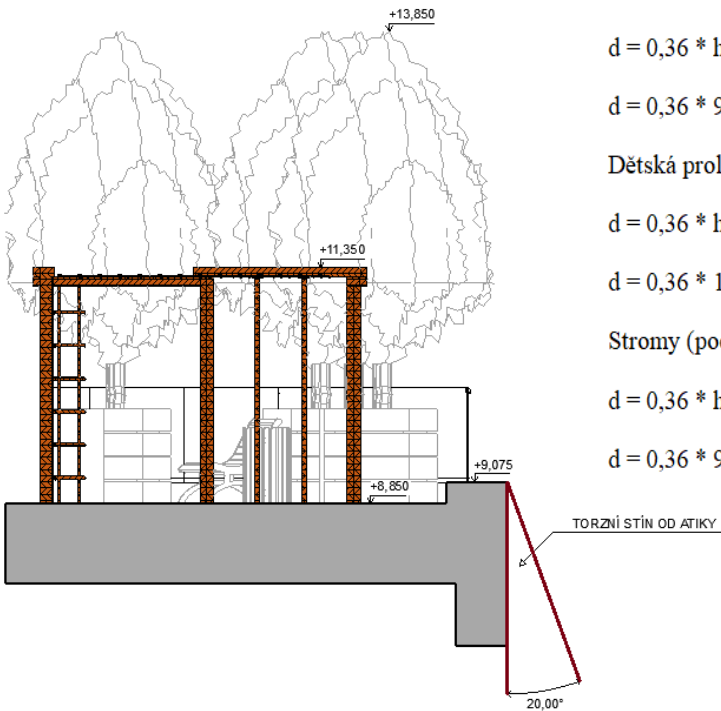 +13,850
d = 0,36 * h
d = 0,36 * 9
Dětská prol
+11,350
d = 0,36 * h
d = 0,36 * 1
Stromy (po
d = 0,36 * h
d = 0,36 * 9
+9,075
+8,850
TORZNÍ STÍN OD ATIKY
20,00°